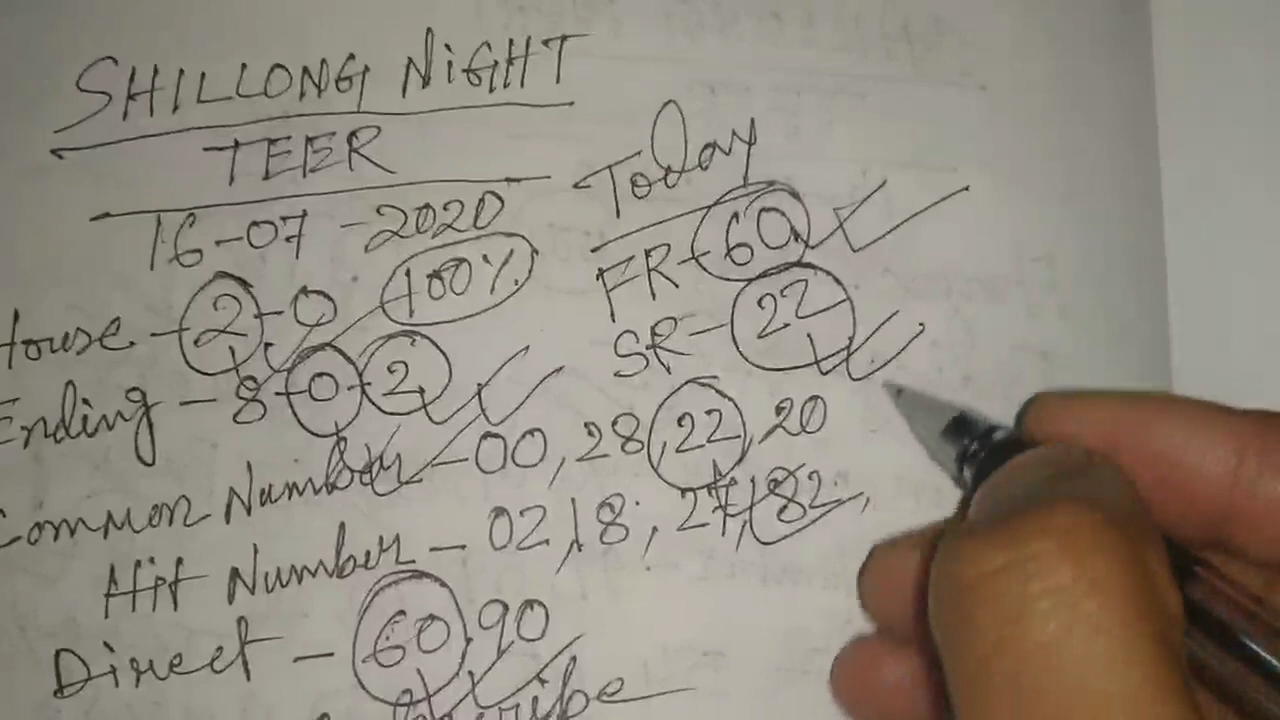 SHILLONG NiGHT
TEER
16-07-2020
Today
FR-60
SR-22
House-2-0 100%
Ending-8-0-2
Common Number-00, 28, 22, 20
Hit Number-02, 18, 27, 82,
Direct-60, 90